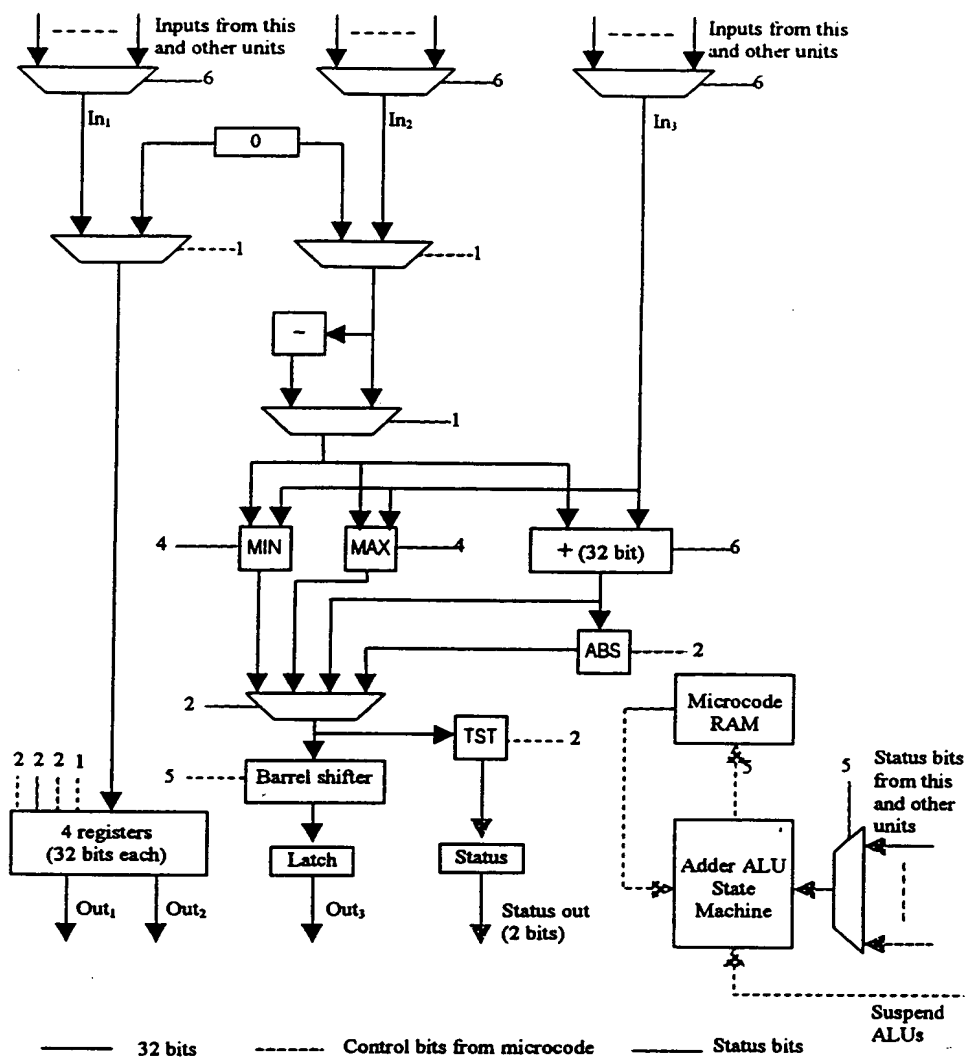 Inputs from this
and other units
Inputs from this
and other units
6
6
6
In₁
In₂
In₃
0
1
1
~
1
4
MIN
MAX
4
+ (32 bit)
6
ABS
2
2
TST
2
Microcode
RAM
5
Barrel shifter
5
5
Status bits
from this
and other
units
2 2 2 1
4 registers
(32 bits each)
Latch
Status
Adder ALU
State
Machine
Out₁
Out₂
Out₃
Status out
(2 bits)
Suspend
ALUs
32 bits
Control bits from microcode
Status bits